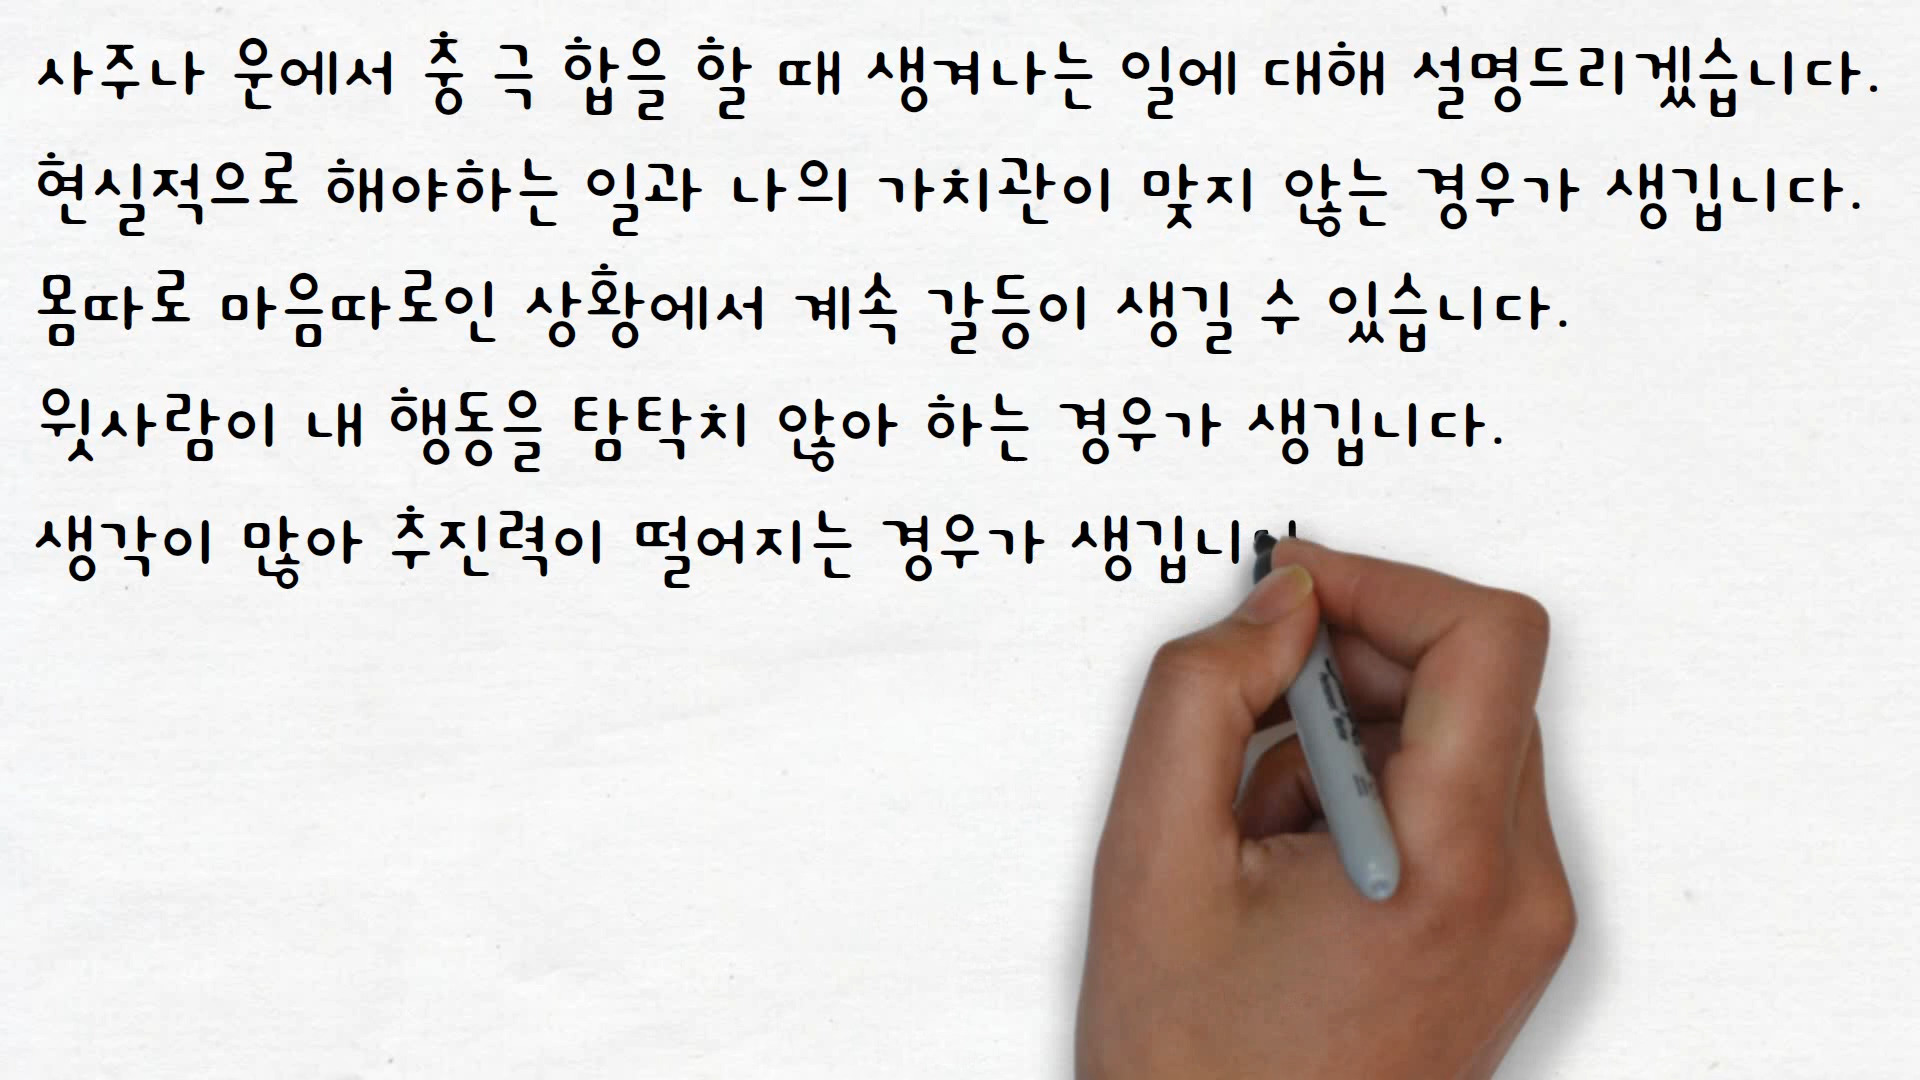 사주나 운에서 충 극 합을 할 때 생겨나는 일에 대해 설명드리겠습니다.
현실적으로 해야하는 일과 나의 가치관이 맞지 않는 경우가 생깁니다.
몸따로 마음따로인 상황에서 계속 갈등이 생길 수 있습니다.
윗사람이 내 행동을 탐탁치 않아 하는 경우가 생깁니다.
생각이 많아 추진력이 떨어지는 경우가